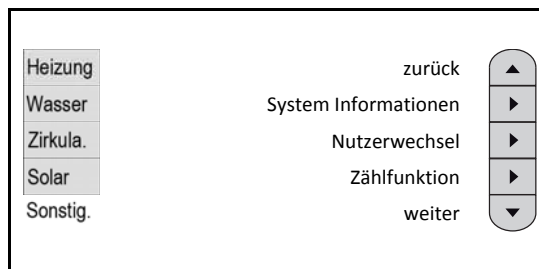 Heizung zurück
Wasser System Informationen
Zirkula. Nutzerwechsel
Solar Zählfunktion
Sonstig. weiter